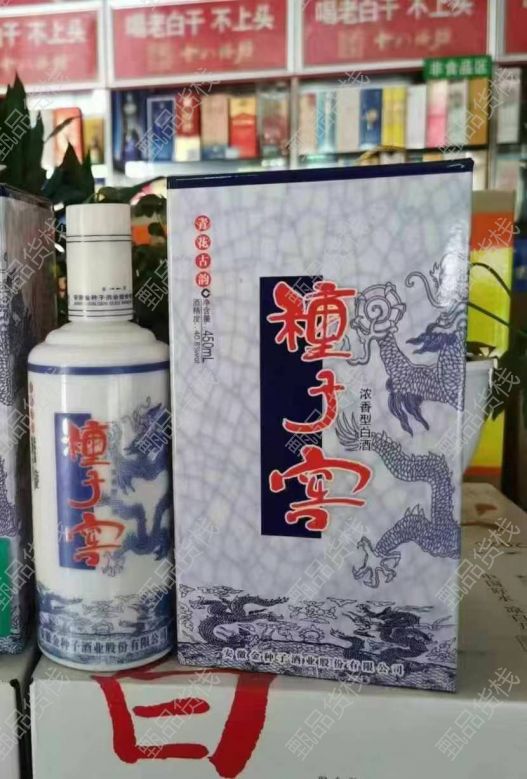 喝老白干 不上头
喝老白干 不上头
非食品区
青花古韵
净含量
450mL
酒精度:
種子窖
浓香型白酒
安徽金种子酒业股份有限公司
種子窖
安徽金种子酒业股份有限公司
甄品货栈